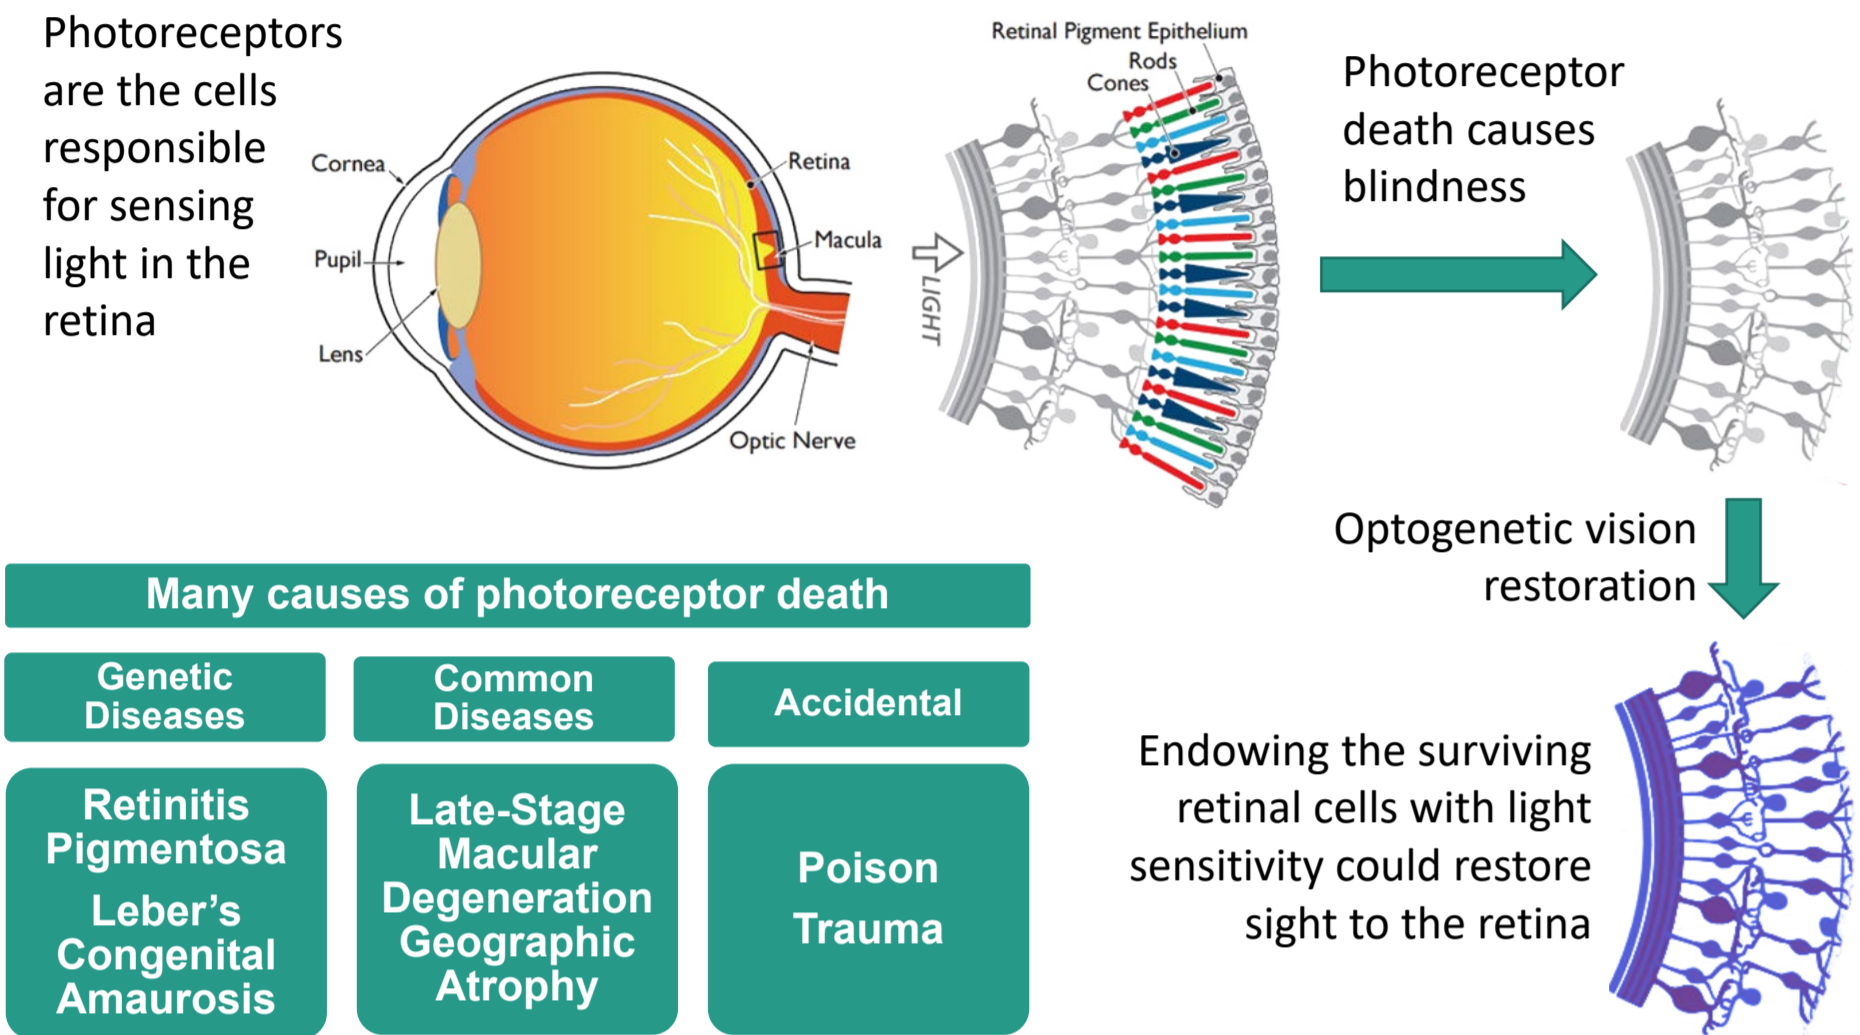 Photoreceptors
are the cells
responsible
for sensing
light in the
retina
Cornea
Pupil
Lens
Retina
Macula
Optic Nerve
Retinal Pigment Epithelium
Rods
Cones
LIGHT
Photoreceptor
death causes
blindness
Optogenetic vision
restoration
Endowing the surviving
retinal cells with light
sensitivity could restore
sight to the retina
Many causes of photoreceptor death
Genetic
Diseases
Retinitis
Pigmentosa
Leber’s
Congenital
Amaurosis
Common
Diseases
Late-Stage
Macular
Degeneration
Geographic
Atrophy
Accidental
Poison
Trauma